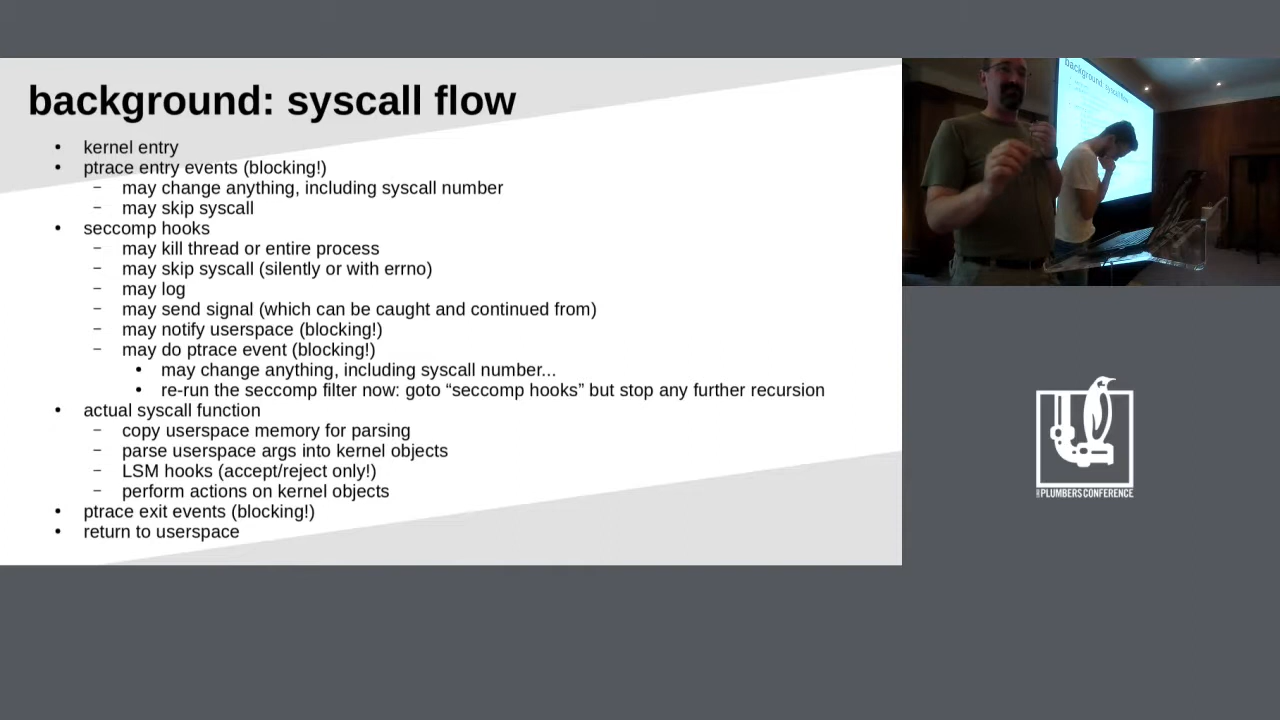 background: syscall flow
• kernel entry
• ptrace entry events (blocking!)
– may change anything, including syscall number
– may skip syscall
• seccomp hooks
– may kill thread or entire process
– may skip syscall (silently or with errno)
– may log
– may send signal (which can be caught and continued from)
– may notify userspace (blocking!)
– may do ptrace event (blocking!)
• may change anything, including syscall number...
• re-run the seccomp filter now: goto “seccomp hooks” but stop any further recursion
• actual syscall function
– copy userspace memory for parsing
– parse userspace args into kernel objects
– LSM hooks (accept/reject only!)
– perform actions on kernel objects
• ptrace exit events (blocking!)
• return to userspace
background: syscall flow
PLUMBERS CONFERENCE